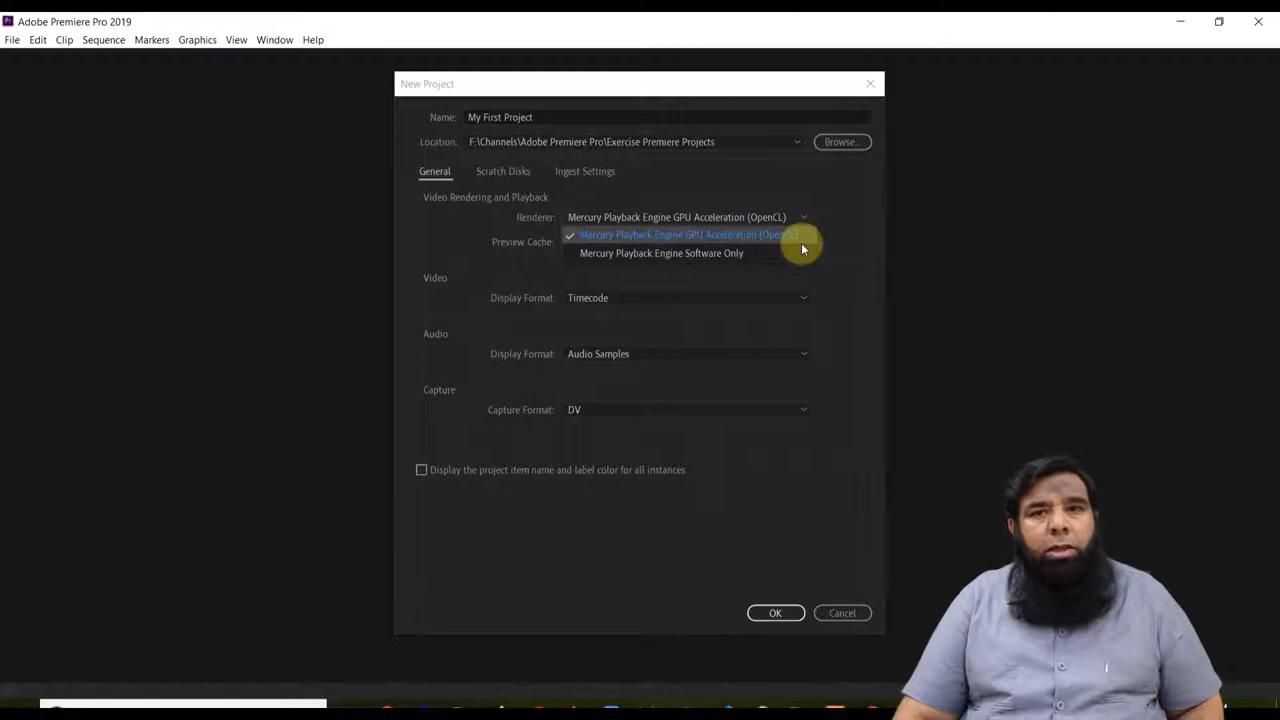 Adobe Premiere Pro 2019
File Edit Clip Sequence Markers Graphics View Window Help
New Project
Name: My First Project
Location: F:\Channels\Adobe Premiere Pro\Exercise Premiere Projects Browse...
General Scratch Disks Ingest Settings
Video Rendering and Playback
Renderer: Mercury Playback Engine GPU Acceleration (OpenCL)
Mercury Playback Engine GPU Acceleration (OpenCL)
Preview Cache:
Mercury Playback Engine Software Only
Video
Display Format: Timecode
Audio
Display Format: Audio Samples
Capture
Capture Format: DV
Display the project item name and label color for all instances
OK Cancel